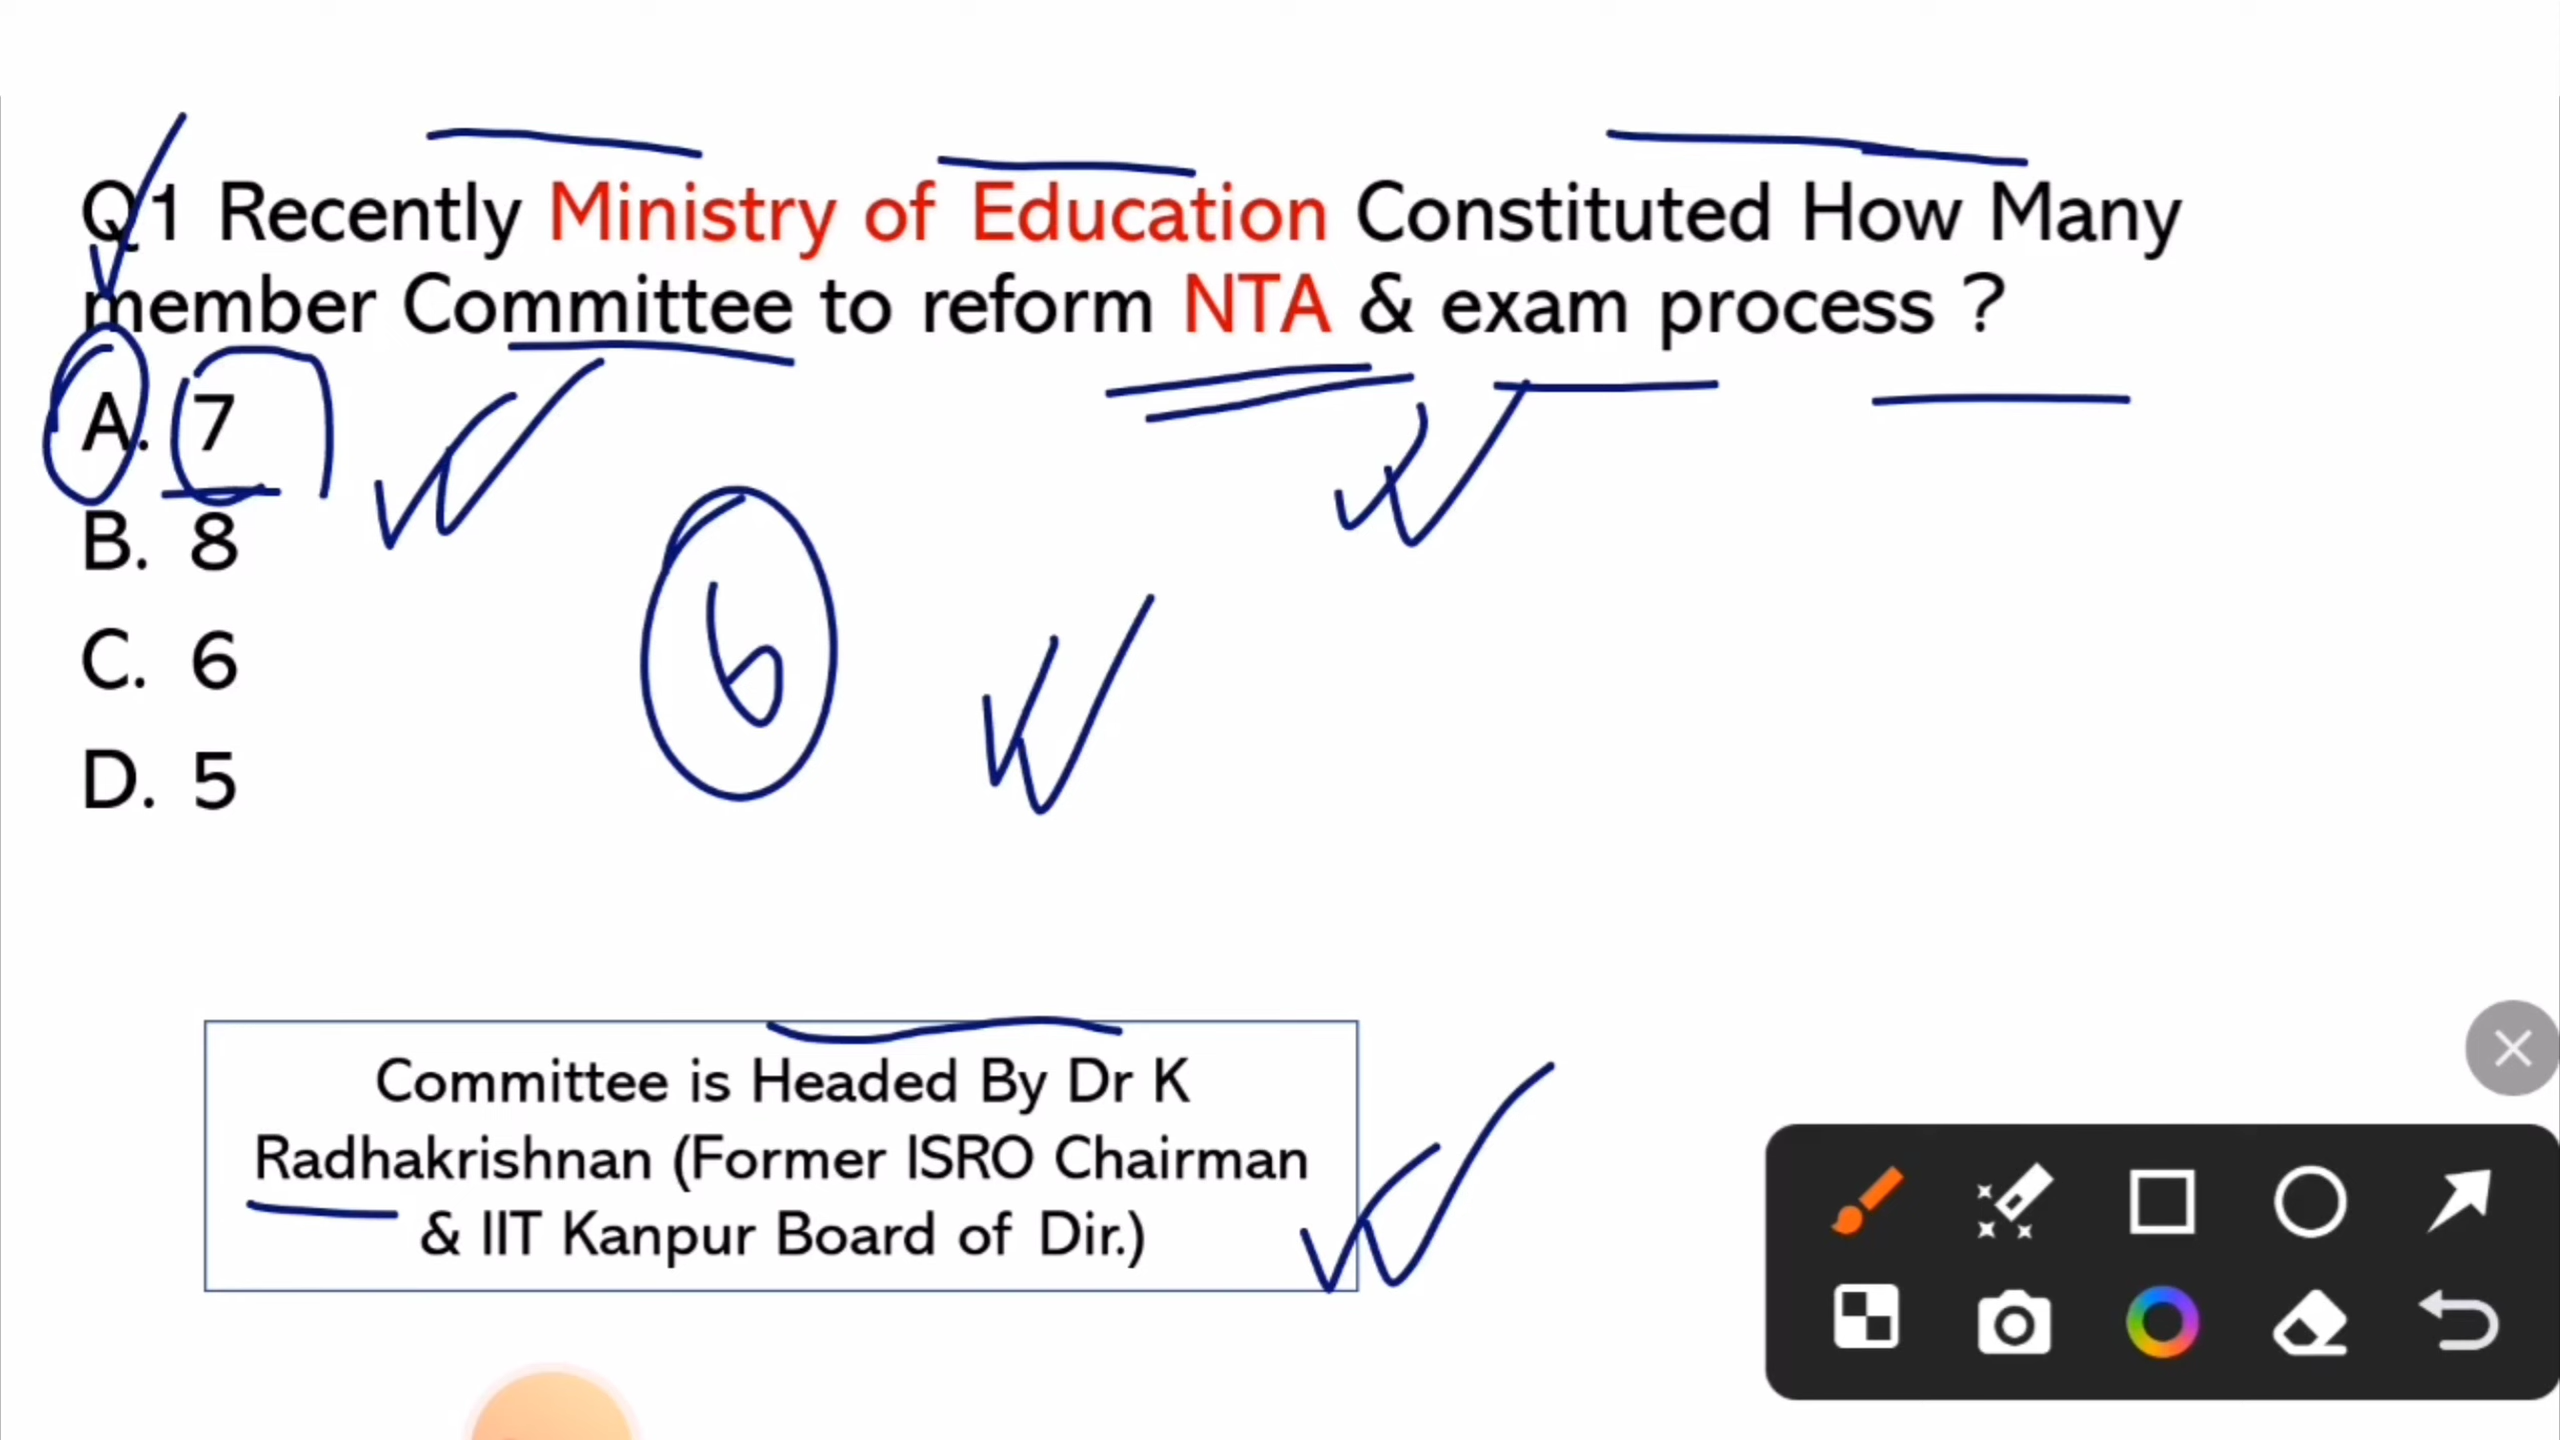 Q1 Recently Ministry of Education Constituted How Many
member Committee to reform NTA & exam process ?
A. 7
B. 8
C. 6
D. 5
6
Committee is Headed By Dr K
Radhakrishnan (Former ISRO Chairman
& IIT Kanpur Board of Dir.)